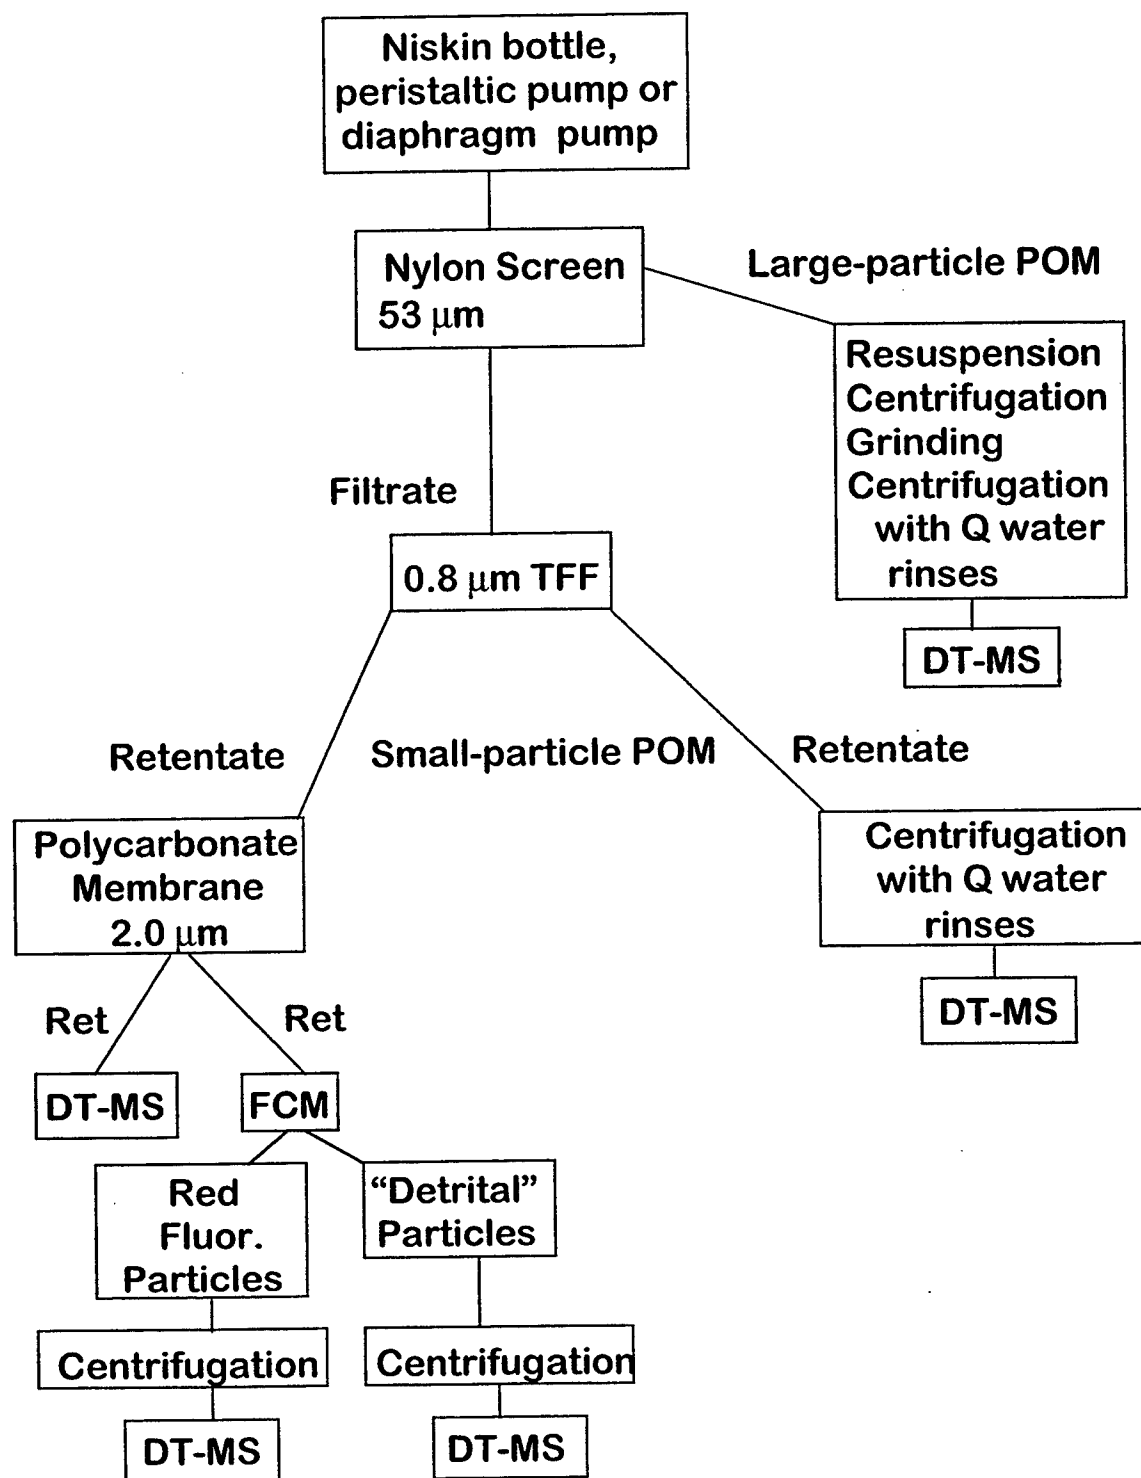 Niskin bottle,
peristaltic pump or
diaphragm pump
Nylon Screen
53 μm
Large-particle POM
Resuspension
Centrifugation
Grinding
Centrifugation
with Q water
rinses
DT-MS
Filtrate
0.8 μm TFF
Retentate
Small-particle POM
Retentate
Polycarbonate
Membrane
2.0 μm
Centrifugation
with Q water
rinses
DT-MS
Ret
Ret
DT-MS
FCM
Red
Fluor.
Particles
“Detrital”
Particles
Centrifugation
Centrifugation
DT-MS
DT-MS